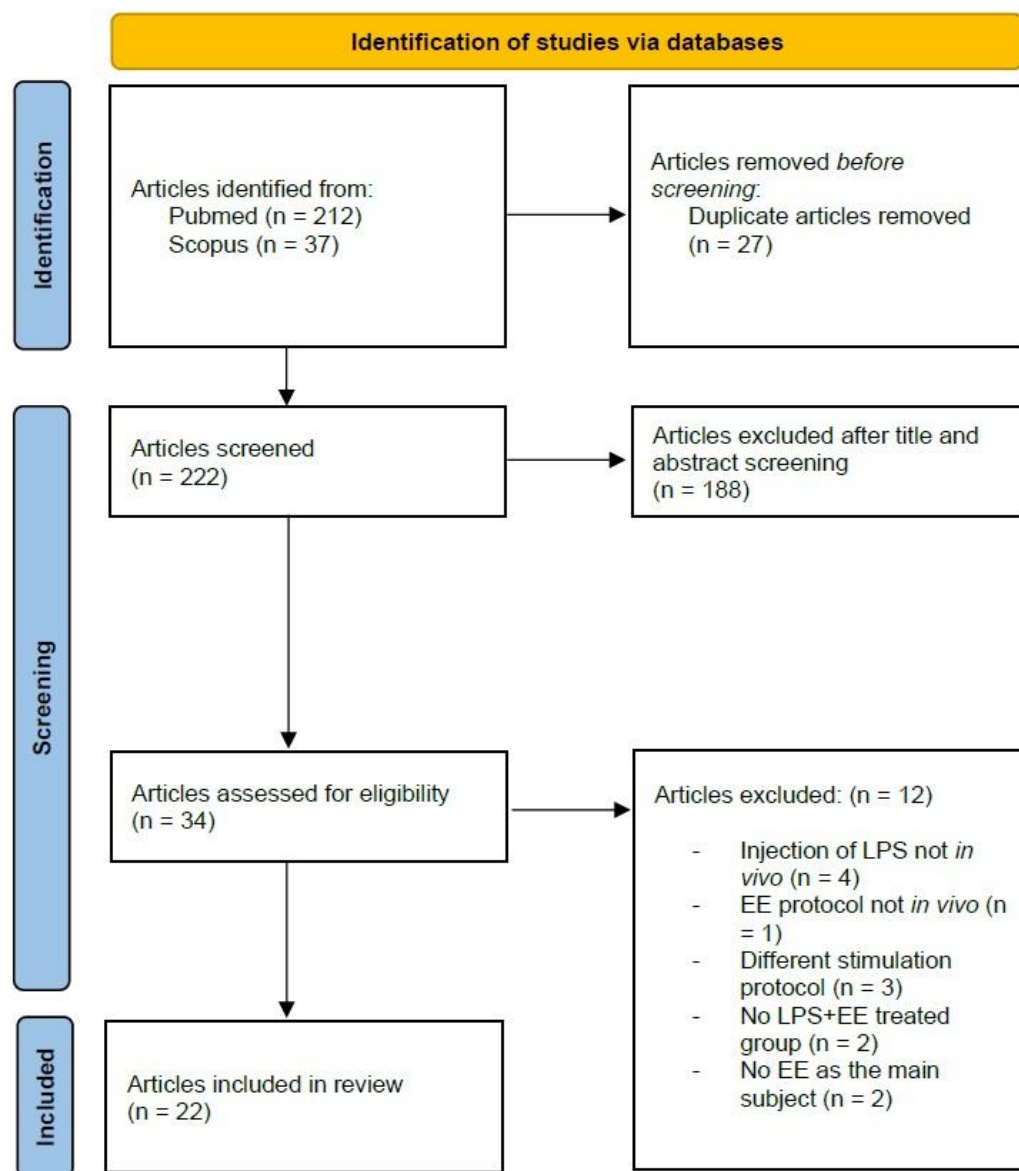 Identification of studies via databases
Identification
Articles identified from:
Pubmed (n = 212)
Scopus (n = 37)
Articles removed before
screening:
Duplicate articles removed
(n = 27)
Screening
Articles screened
(n = 222)
Articles excluded after title and
abstract screening
(n = 188)
Articles assessed for eligibility
(n = 34)
Articles excluded: (n = 12)
- Injection of LPS not in
vivo (n = 4)
- EE protocol not in vivo (n
= 1)
- Different stimulation
protocol (n = 3)
- No LPS+EE treated
group (n = 2)
- No EE as the main
subject (n = 2)
Included
Articles included in review
(n = 22)